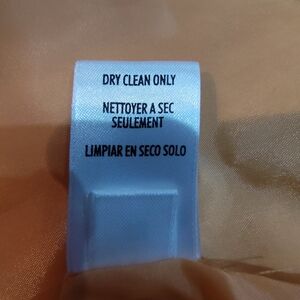 DRY CLEAN ONLY
NETTOYER A SEC
SEULEMENT
LIMPIAR EN SECO SOLO